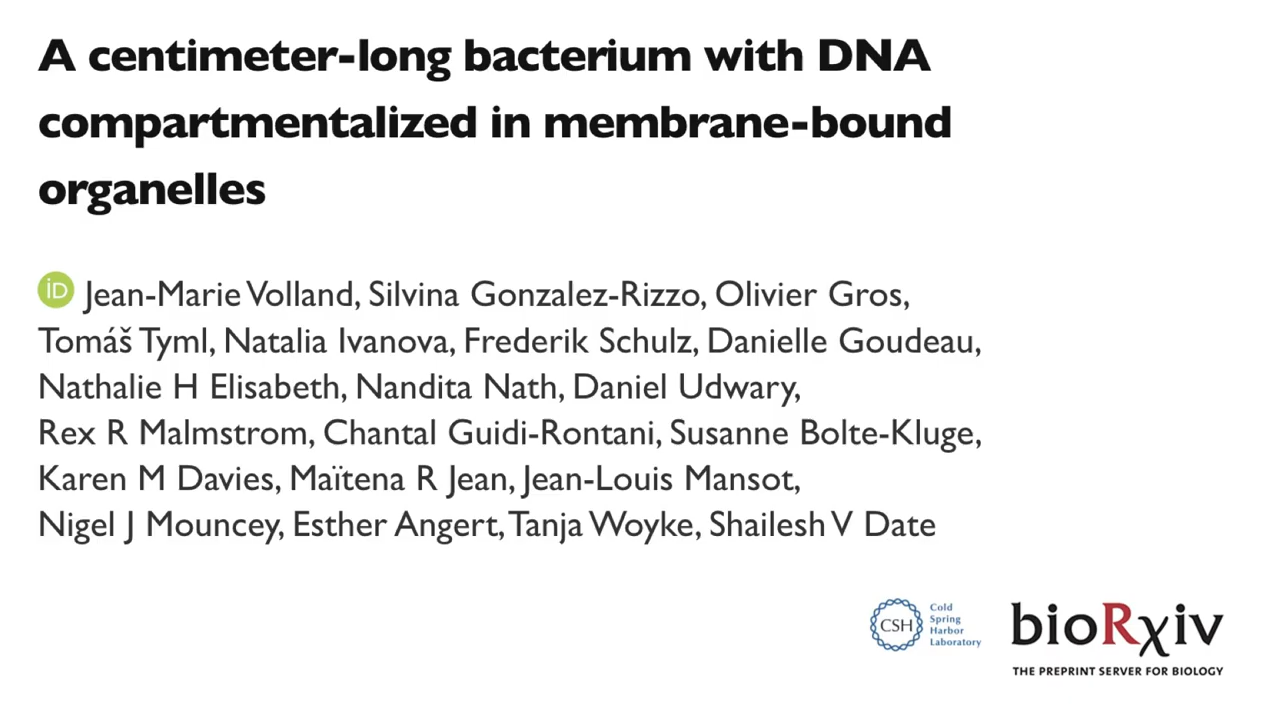 A centimeter-long bacterium with DNA
compartmentalized in membrane-bound
organelles
iD Jean-Marie Volland, Silvina Gonzalez-Rizzo, Olivier Gros,
Tomáš Tyml, Natalia Ivanova, Frederik Schulz, Danielle Goudeau,
Nathalie H Elisabeth, Nandita Nath, Daniel Udwary,
Rex R Malmstrom, Chantal Guidi-Rontani, Susanne Bolte-Kluge,
Karen M Davies, Maïtena R Jean, Jean-Louis Mansot,
Nigel J Mouncey, Esther Angert, Tanja Woyke, Shailesh V Date
CSH
Cold
Spring
Harbor
Laboratory
bioRχiv
THE PREPRINT SERVER FOR BIOLOGY